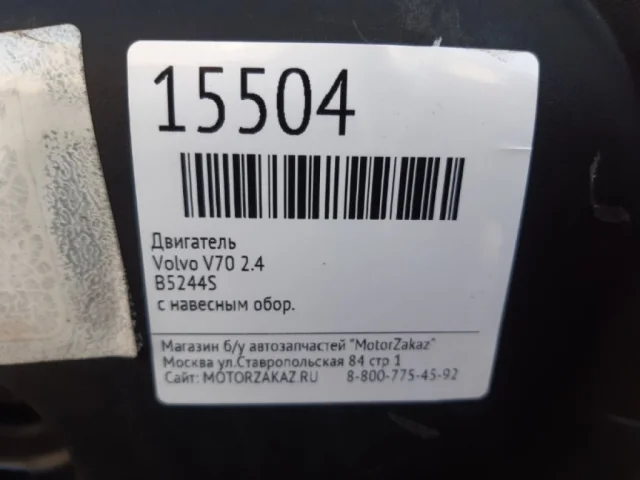 15504
Двигатель
Volvo V70 2.4
B5244S
с навесным обор.
Магазин б/у автозапчастей "MotorZakaz"
Москва ул.Ставропольская 84 стр 1
Сайт: MOTORZAKAZ.RU 8-800-775-45-92